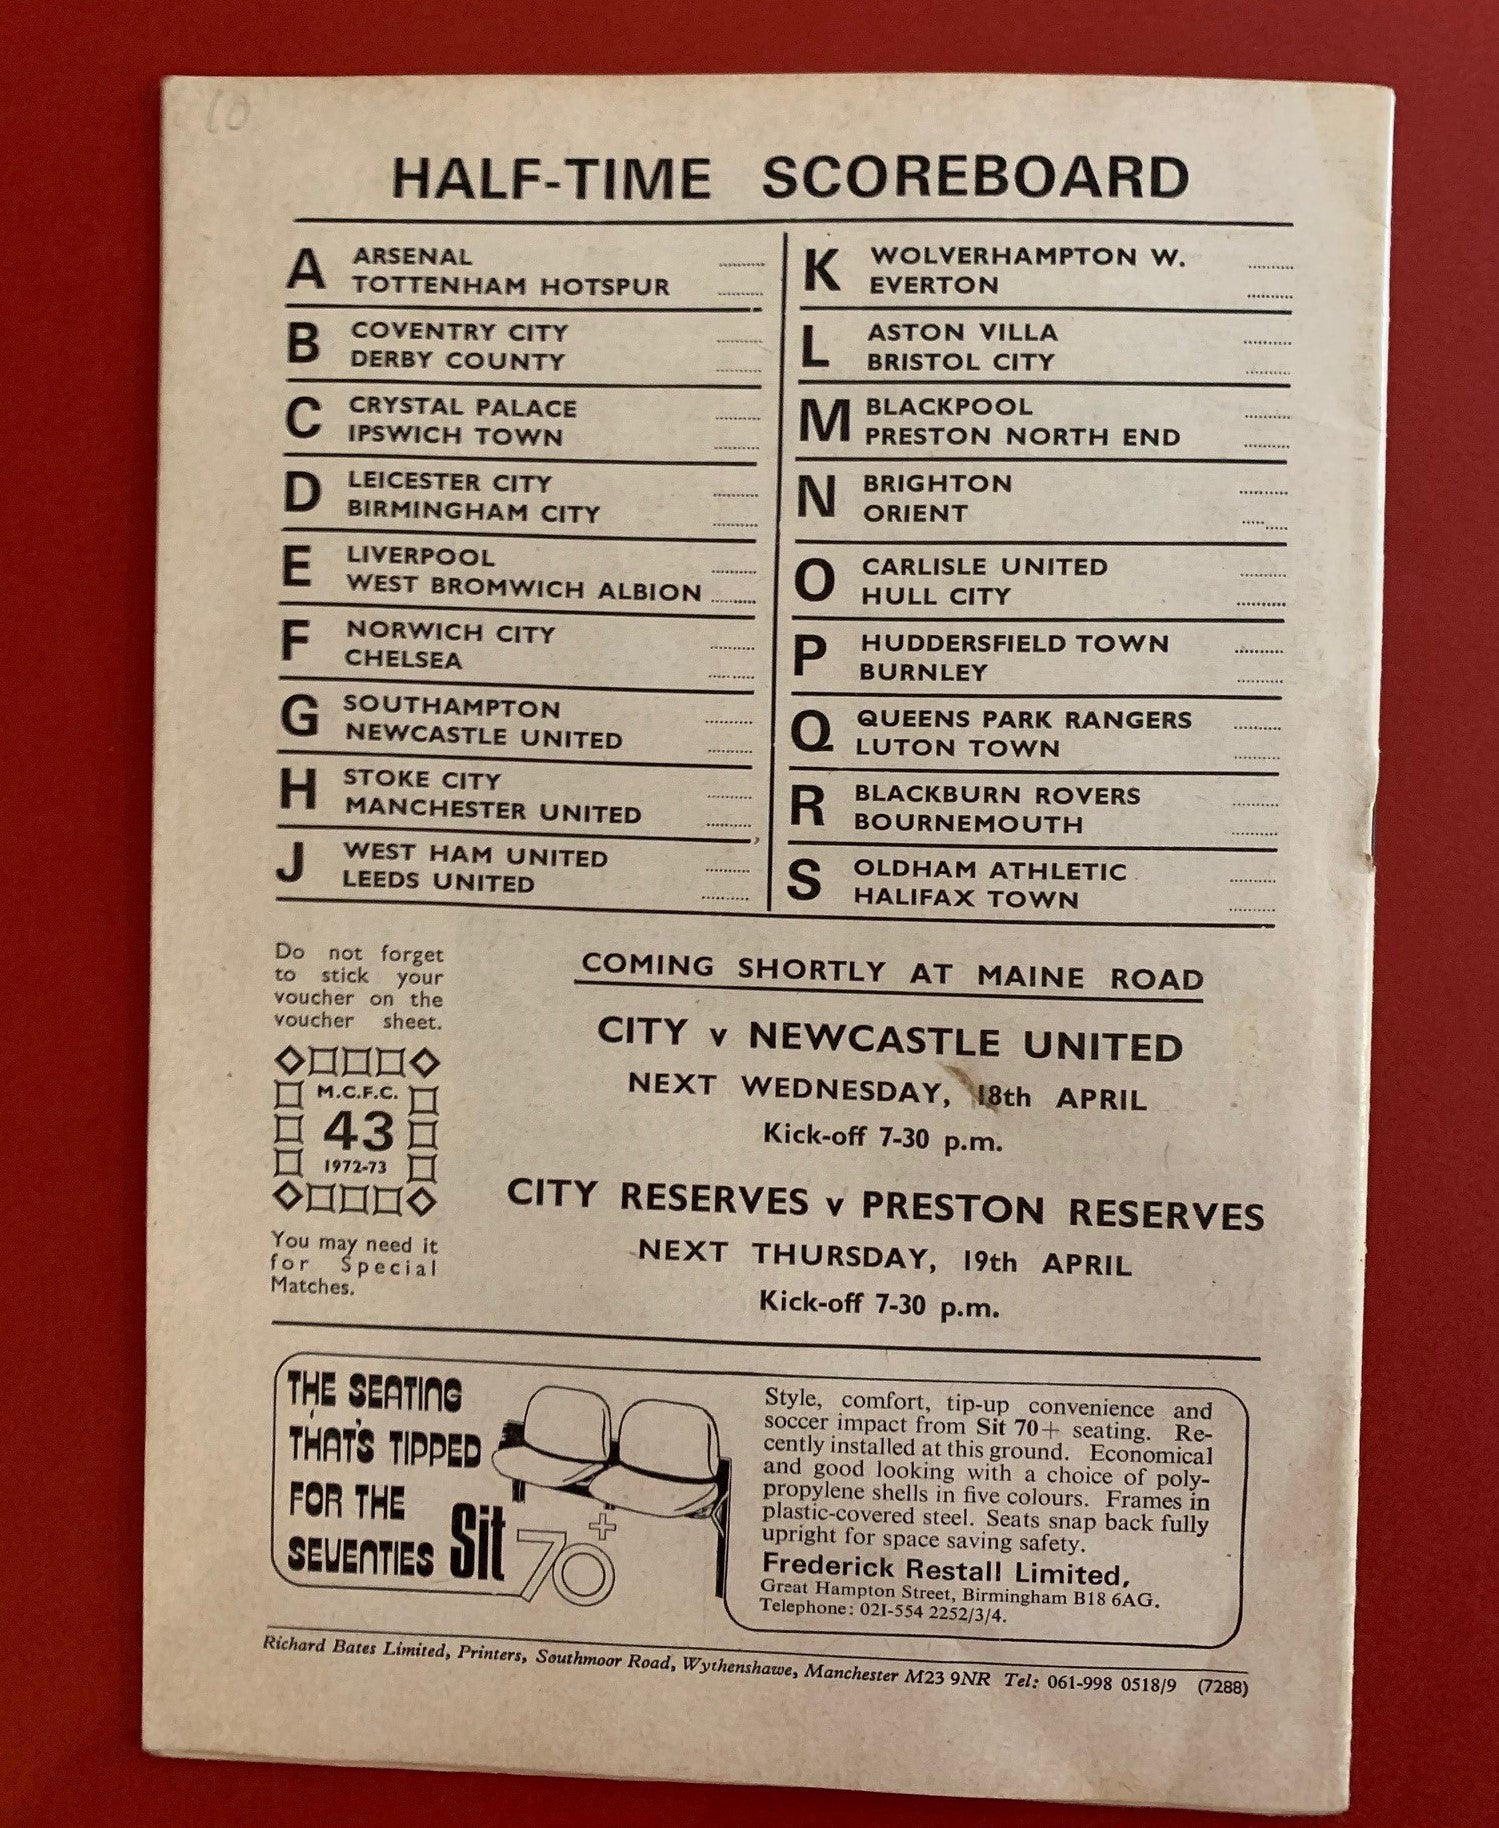 10
HALF-TIME SCOREBOARD
A ARSENAL
TOTTENHAM HOTSPUR
B COVENTRY CITY
DERBY COUNTY
C CRYSTAL PALACE
IPSWICH TOWN
D LEICESTER CITY
BIRMINGHAM CITY
E LIVERPOOL
WEST BROMWICH ALBION
F NORWICH CITY
CHELSEA
G SOUTHAMPTON
NEWCASTLE UNITED
H STOKE CITY
MANCHESTER UNITED
J WEST HAM UNITED
LEEDS UNITED
K WOLVERHAMPTON W.
EVERTON
L ASTON VILLA
BRISTOL CITY
M BLACKPOOL
PRESTON NORTH END
N BRIGHTON
ORIENT
O CARLISLE UNITED
HULL CITY
P HUDDERSFIELD TOWN
BURNLEY
Q QUEENS PARK RANGERS
LUTON TOWN
R BLACKBURN ROVERS
BOURNEMOUTH
S OLDHAM ATHLETIC
HALIFAX TOWN
Do not forget
to stick your
voucher on the
voucher sheet.
M.C.F.C.
43
1972-73
You may need it
for Special
Matches.
COMING SHORTLY AT MAINE ROAD
CITY v NEWCASTLE UNITED
NEXT WEDNESDAY, 18th APRIL
Kick-off 7-30 p.m.
CITY RESERVES v PRESTON RESERVES
NEXT THURSDAY, 19th APRIL
Kick-off 7-30 p.m.
THE SEATING
THAT'S TIPPED
FOR THE
SEVENTIES Sit 70+
Style, comfort, tip-up convenience and
soccer impact from Sit 70+ seating. Re-
cently installed at this ground. Economical
and good looking with a choice of poly-
propylene shells in five colours. Frames in
plastic-covered steel. Seats snap back fully
upright for space saving safety.
Frederick Restall Limited,
Great Hampton Street, Birmingham B18 6AG.
Telephone: 021-554 2252/3/4.
Richard Bates Limited, Printers, Southmoor Road, Wythenshawe, Manchester M23 9NR Tel: 061-998 0518/9 (7288)